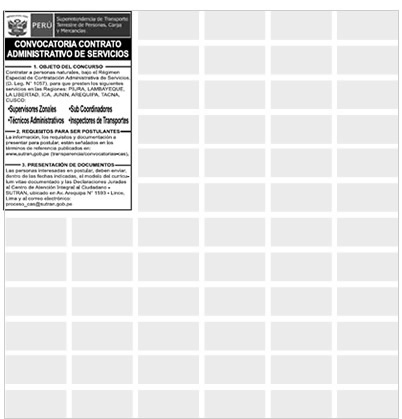 PERÚ
Superintendencia de Transporte
Terrestre de Personas, Carga
y Mercancías
CONVOCATORIA CONTRATO
ADMINISTRATIVO DE SERVICIOS
1. OBJETO DEL CONCURSO
Contratar a personas naturales, bajo el Régimen
Especial de Contratación Administrativa de Servicios,
(D. Leg. N° 1057), para que presten los siguientes
servicios en las Regiones: PIURA, LAMBAYEQUE,
LA LIBERTAD, ICA, JUNIN, AREQUIPA, TACNA,
CUSCO:
•Supervisores Zonales •Sub Coordinadores
•Técnicos Administrativos •Inspectores de Transportes
2. REQUISITOS PARA SER POSTULANTES
La información, los requisitos y documentación a
presentar para postular, están señalados en los
términos de referencia publicados en:
www.sutran.gob.pe (transparencia/convocatoriascas),
3. PRESENTACIÓN DE DOCUMENTOS
Las personas interesadas en postular, deben enviar,
dentro de las fechas indicadas, el modelo del currícu-
lum vitae documentado y las Declaraciones Juradas
al Centro de Atención Integral al Ciudadano -
SUTRAN, ubicado en Av. Arequipa N° 1593 - Lince,
Lima y al correo electrónico:
proceso_cas@sutran.gob.pe